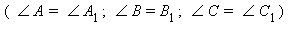 ( ∠A = ∠A₁ ; ∠B = B₁ ; ∠C = ∠C₁ )